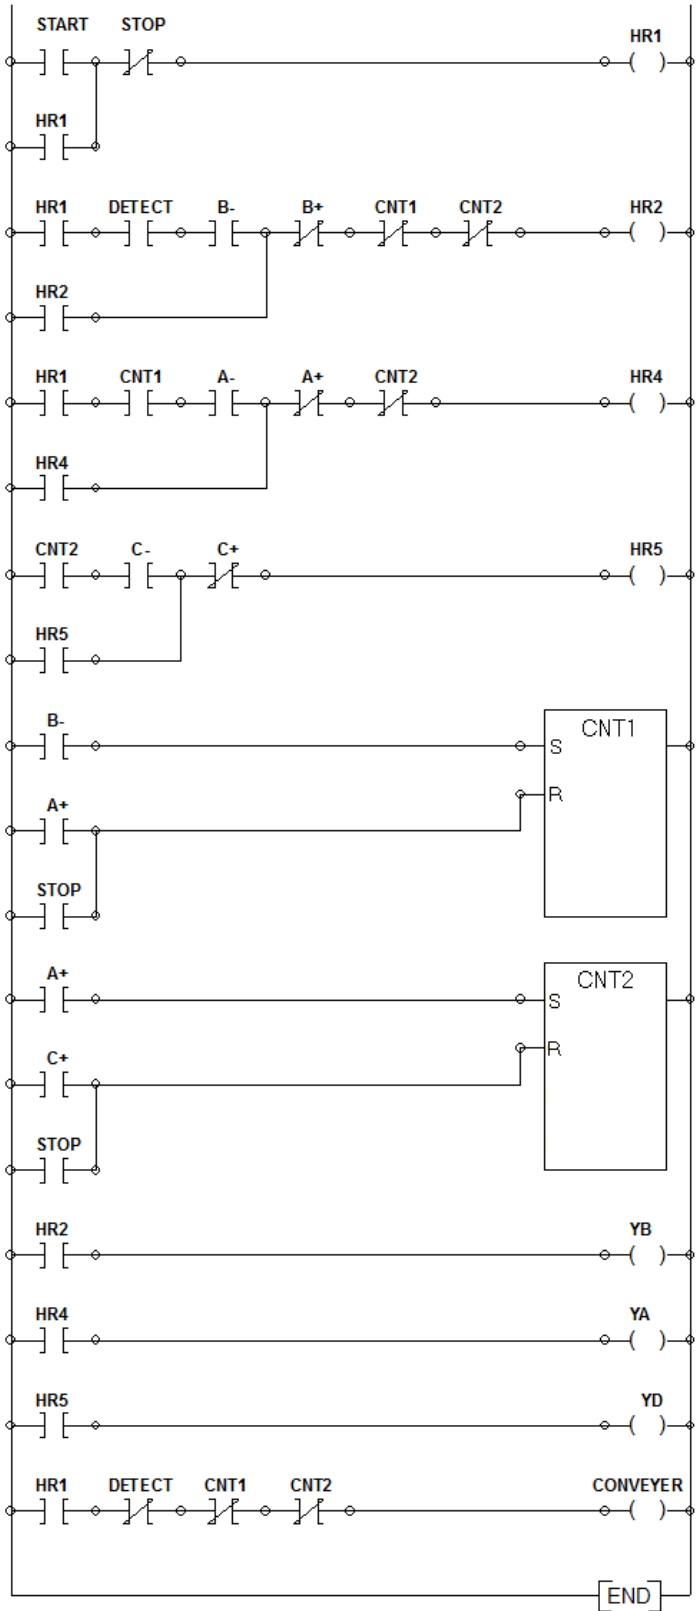 START STOP HR1
HR1
HR1 DETECT B- B+ CNT1 CNT2 HR2
HR2
HR1 CNT1 A- A+ CNT2 HR4
HR4
CNT2 C- C+ HR5
HR5
B- CNT1
S
A+ R
STOP
A+ CNT2
S
C+ R
STOP
HR2 YB
HR4 YA
HR5 YD
HR1 DETECT CNT1 CNT2 CONVEYER
END